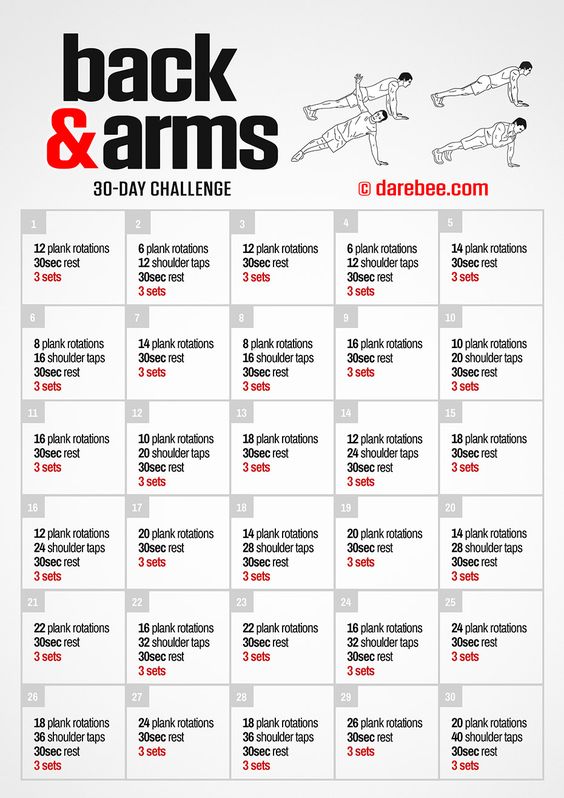 back
& arms
30-DAY CHALLENGE
© darebee.com
1
12 plank rotations
30sec rest
3 sets
2
6 plank rotations
12 shoulder taps
30sec rest
3 sets
3
12 plank rotations
30sec rest
3 sets
4
6 plank rotations
12 shoulder taps
30sec rest
3 sets
5
14 plank rotations
30sec rest
3 sets
6
8 plank rotations
16 shoulder taps
30sec rest
3 sets
7
14 plank rotations
30sec rest
3 sets
8
8 plank rotations
16 shoulder taps
30sec rest
3 sets
9
16 plank rotations
30sec rest
3 sets
10
10 plank rotations
20 shoulder taps
30sec rest
3 sets
11
16 plank rotations
30sec rest
3 sets
12
10 plank rotations
20 shoulder taps
30sec rest
3 sets
13
18 plank rotations
30sec rest
3 sets
14
12 plank rotations
24 shoulder taps
30sec rest
3 sets
15
18 plank rotations
30sec rest
3 sets
16
12 plank rotations
24 shoulder taps
30sec rest
3 sets
17
20 plank rotations
30sec rest
3 sets
18
14 plank rotations
28 shoulder taps
30sec rest
3 sets
19
20 plank rotations
30sec rest
3 sets
20
14 plank rotations
28 shoulder taps
30sec rest
3 sets
21
22 plank rotations
30sec rest
3 sets
22
16 plank rotations
32 shoulder taps
30sec rest
3 sets
23
22 plank rotations
30sec rest
3 sets
24
16 plank rotations
32 shoulder taps
30sec rest
3 sets
25
24 plank rotations
30sec rest
3 sets
26
18 plank rotations
36 shoulder taps
30sec rest
3 sets
27
24 plank rotations
30sec rest
3 sets
28
18 plank rotations
36 shoulder taps
30sec rest
3 sets
29
26 plank rotations
30sec rest
3 sets
30
20 plank rotations
40 shoulder taps
30sec rest
3 sets